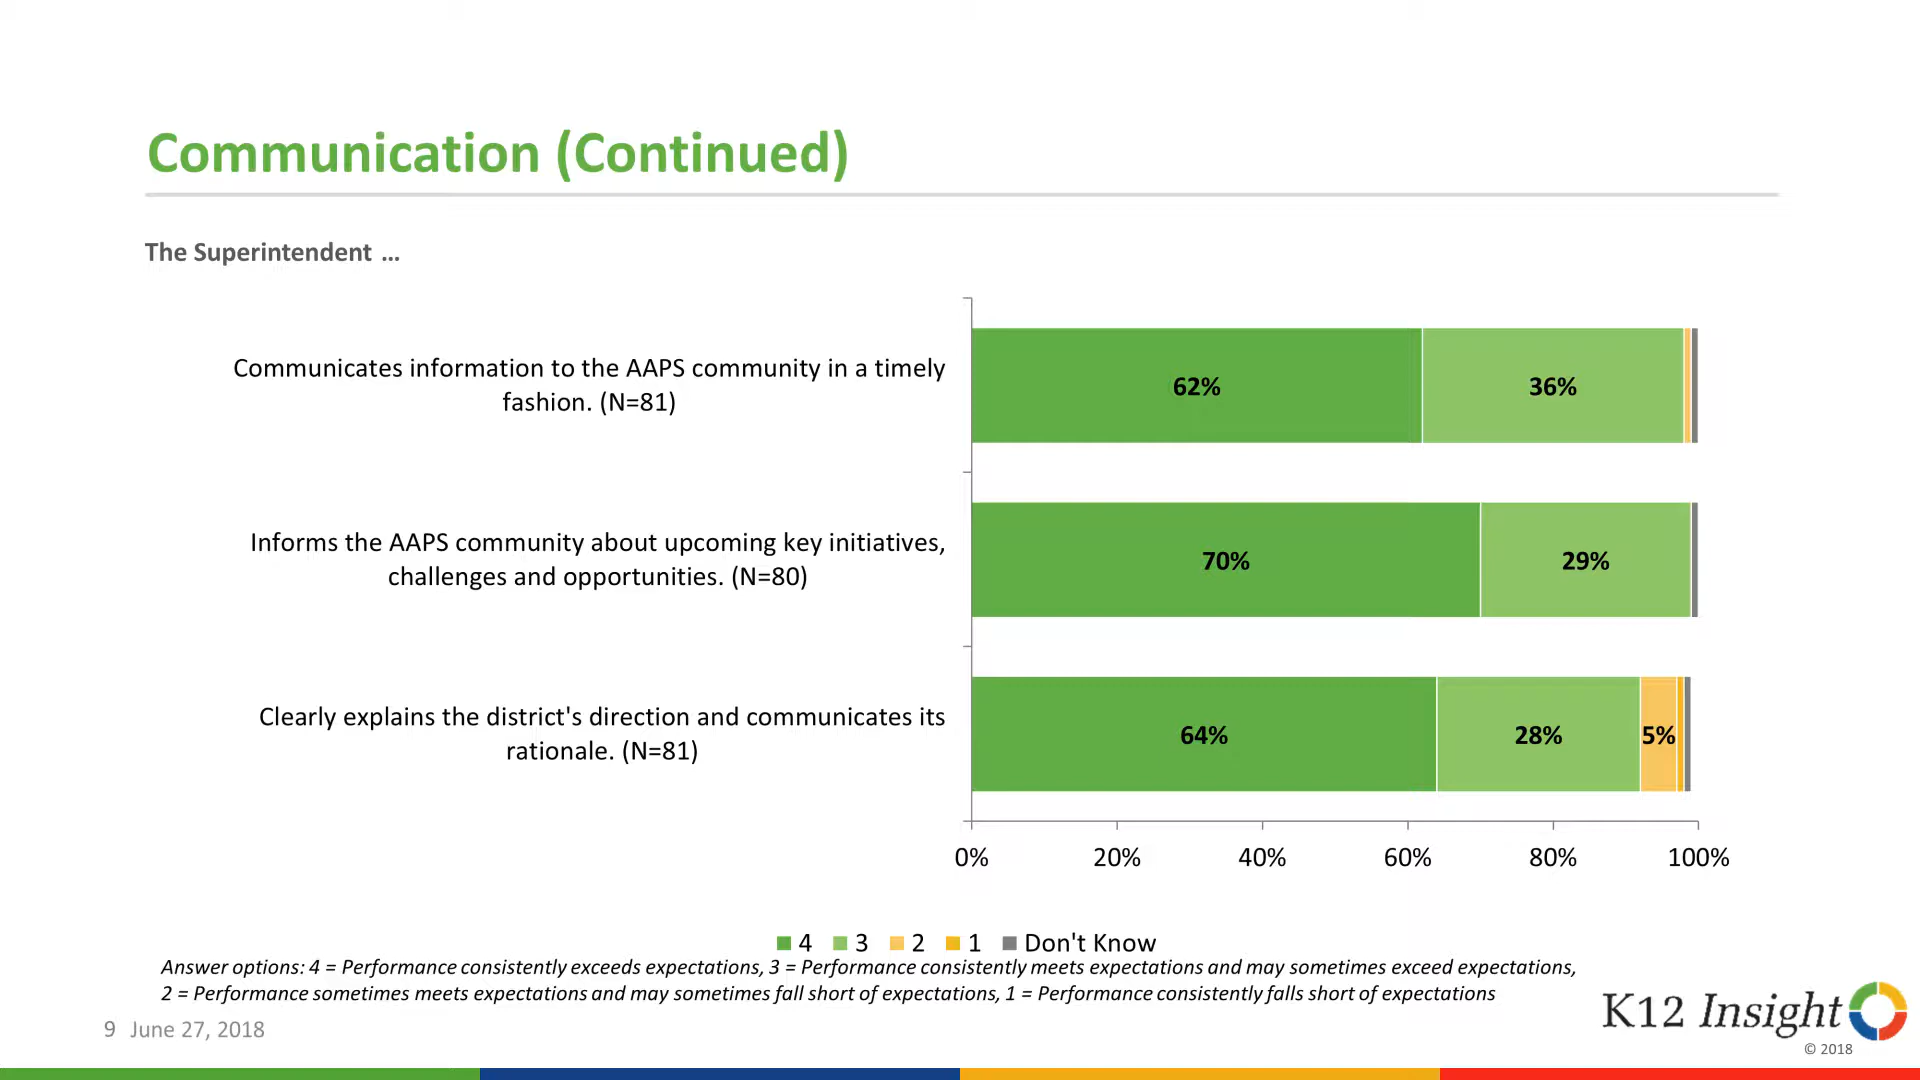 Communication (Continued)
The Superintendent …
Communicates information to the AAPS community in a timely
fashion. (N=81)
62%
36%
Informs the AAPS community about upcoming key initiatives,
challenges and opportunities. (N=80)
70%
29%
Clearly explains the district's direction and communicates its
rationale. (N=81)
64%
28%
5%
0% 20% 40% 60% 80% 100%
4 3 2 1 Don't Know
Answer options: 4 = Performance consistently exceeds expectations, 3 = Performance consistently meets expectations and may sometimes exceed expectations,
2 = Performance sometimes meets expectations and may sometimes fall short of expectations, 1 = Performance consistently falls short of expectations
9 June 27, 2018
K12 Insight
© 2018